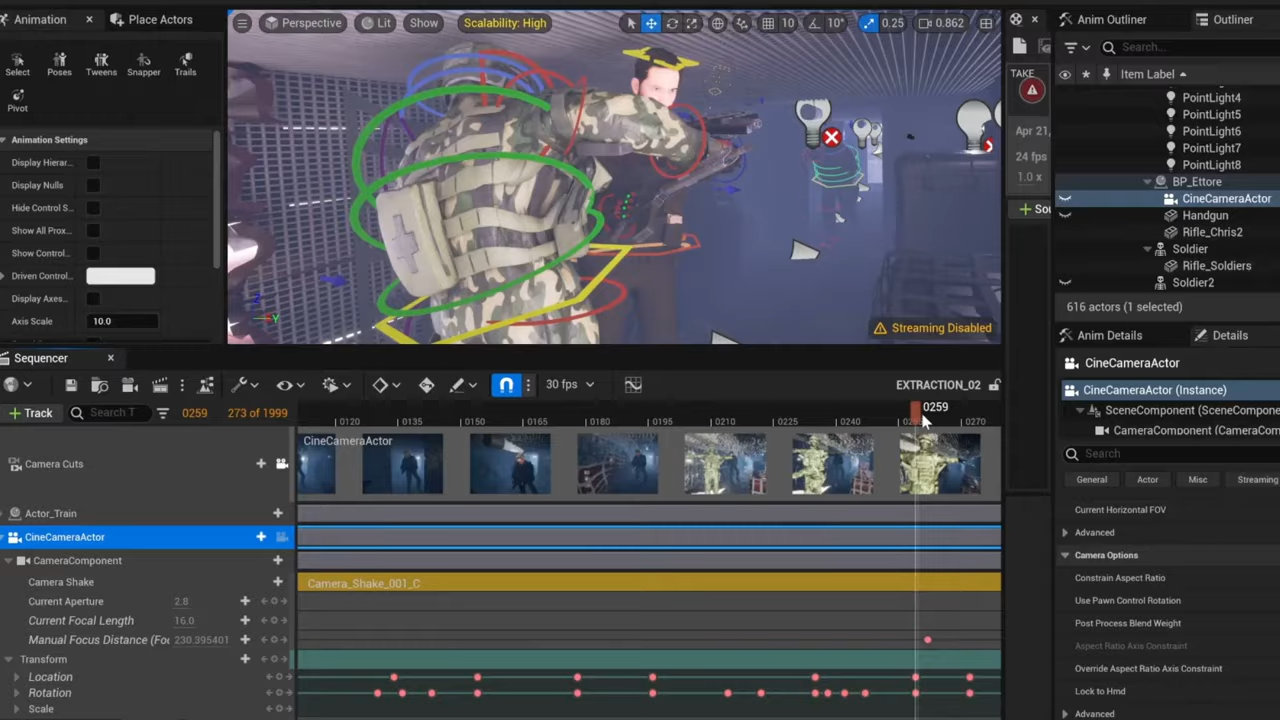 Animation
Place Actors
Perspective
Lit
Show
Scalability: High
10
10°
0.25
0.862
Anim Outliner
Outliner
Select
Poses
Tweens
Snapper
Trails
Pivot
Search...
TAKE
Item Label
PointLight4
PointLight5
PointLight6
PointLight7
PointLight8
Apr 21,
24 fps
1.0 x
Animation Settings
Display Hierar...
Display Nulls
Hide Control S...
Show All Prox...
Show Control...
Driven Control...
Display Axes...
Axis Scale
10.0
BP_Ettore
CineCameraActor
Handgun
Rifle_Chris2
Soldier
Rifle_Soldiers
Soldier2
Sou
Z
Y
Streaming Disabled
616 actors (1 selected)
Anim Details
Details
Sequencer
CineCameraActor
30 fps
EXTRACTION_02
CineCameraActor (Instance)
SceneComponent (SceneCompone
CameraComponent (CameraCom
Track
Search T
0259
273 of 1999
0120
0135
0150
0165
0180
0195
0210
0225
0240
0259
0270
CineCameraActor
Camera Cuts
Search
General
Actor
Misc
Streaming
Actor_Train
Current Horizontal FOV
CineCameraActor
Advanced
CameraComponent
Camera Options
Camera Shake
Camera_Shake_001_C
Constrain Aspect Ratio
Current Aperture
2.8
Use Pawn Control Rotation
Current Focal Length
16.0
Post Process Blend Weight
Manual Focus Distance (Foc
230.395401
Aspect Ratio Axis Constraint
Transform
Override Aspect Ratio Axis Constraint
Location
Rotation
Lock to Hmd
Scale
Advanced